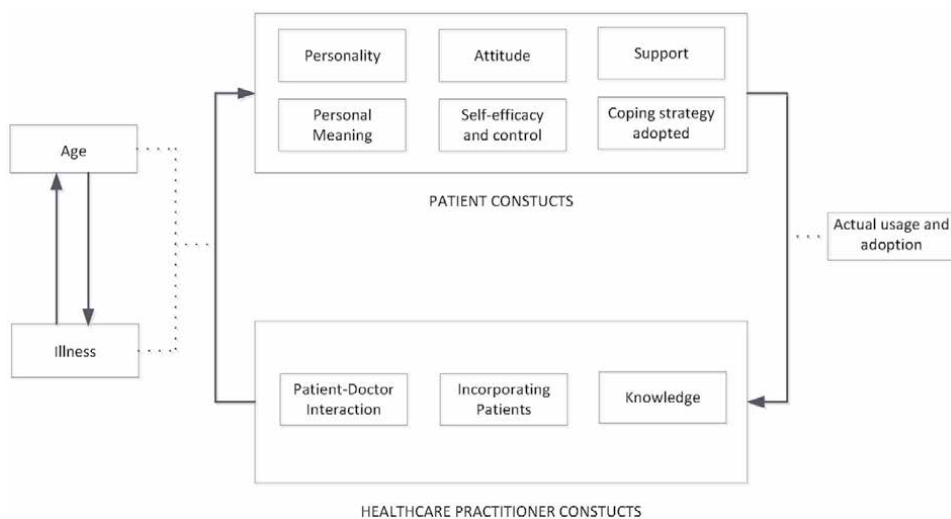 Personality
Attitude
Support
Personal
Meaning
Self-efficacy
and control
Coping strategy
adopted
PATIENT CONSTUCTS
Age
Illness
Actual usage and
adoption
Patient-Doctor
Interaction
Incorporating
Patients
Knowledge
HEALTHCARE PRACTITIONER CONSTUCTS